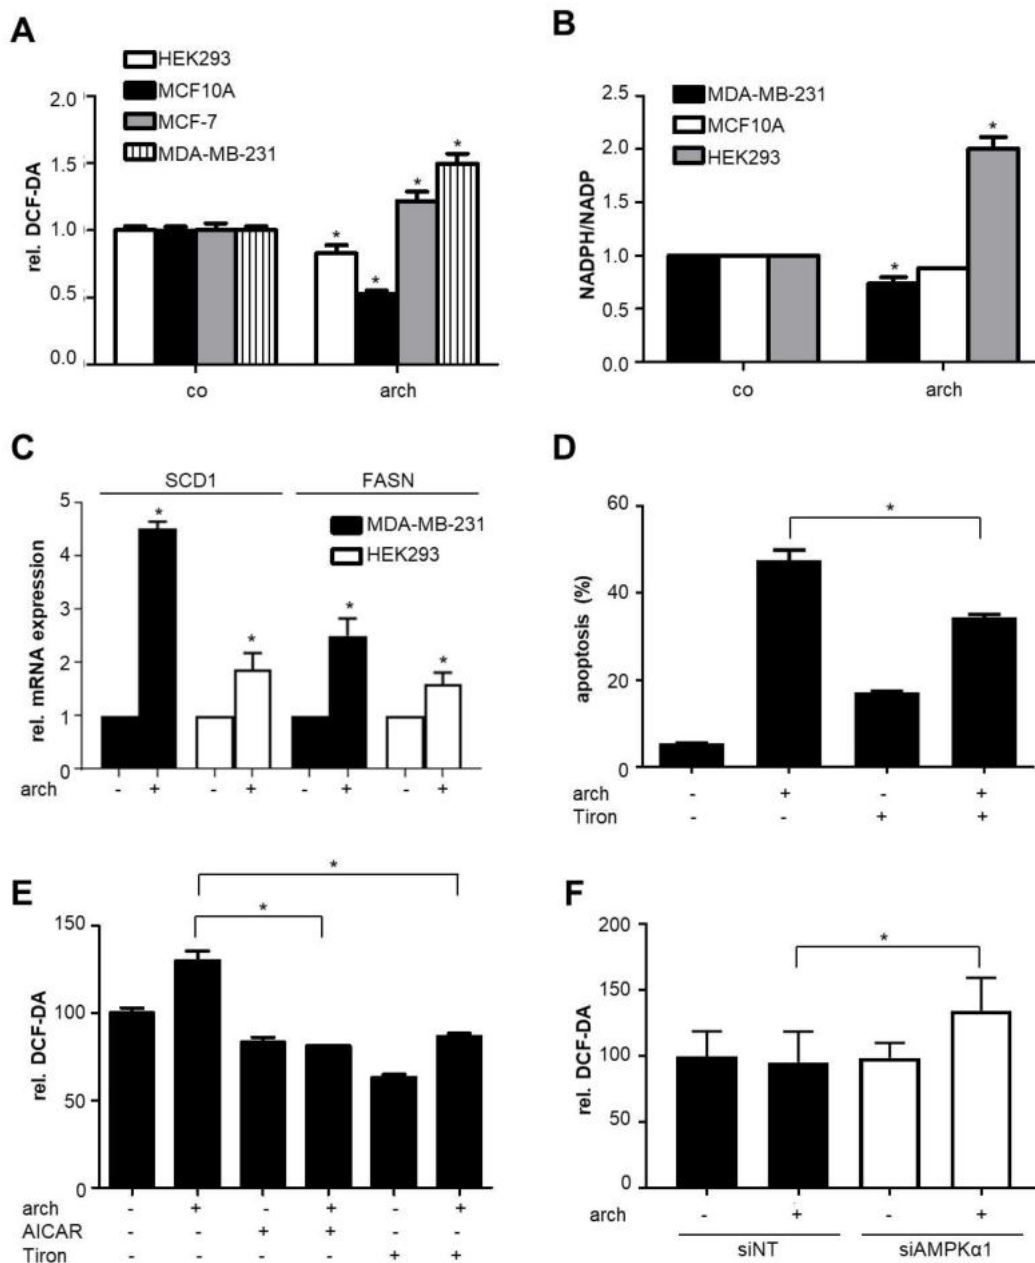 A
HEK293
MCF10A
MCF-7
MDA-MB-231
rel. DCF-DA
2.0
1.5
1.0
0.5
0.0
* * * *
co arch
B
MDA-MB-231
MCF10A
HEK293
NADPH/NADP
2.5
2.0
1.5
1.0
0.5
0.0
* *
co arch
C
SCD1 FASN
MDA-MB-231
HEK293
rel. mRNA expression
5
4
3
2
1
0
* * * *
arch - + - + - + - +
D
apoptosis (%)
60
40
20
0
*
arch - + - +
Tiron - - + +
E
rel. DCF-DA
150
100
50
0
*
*
arch - + - + - +
AICAR - - + + - -
Tiron - - - - + +
F
rel. DCF-DA
200
150
100
50
0
*
arch - + - +
siNT siAMPKα1